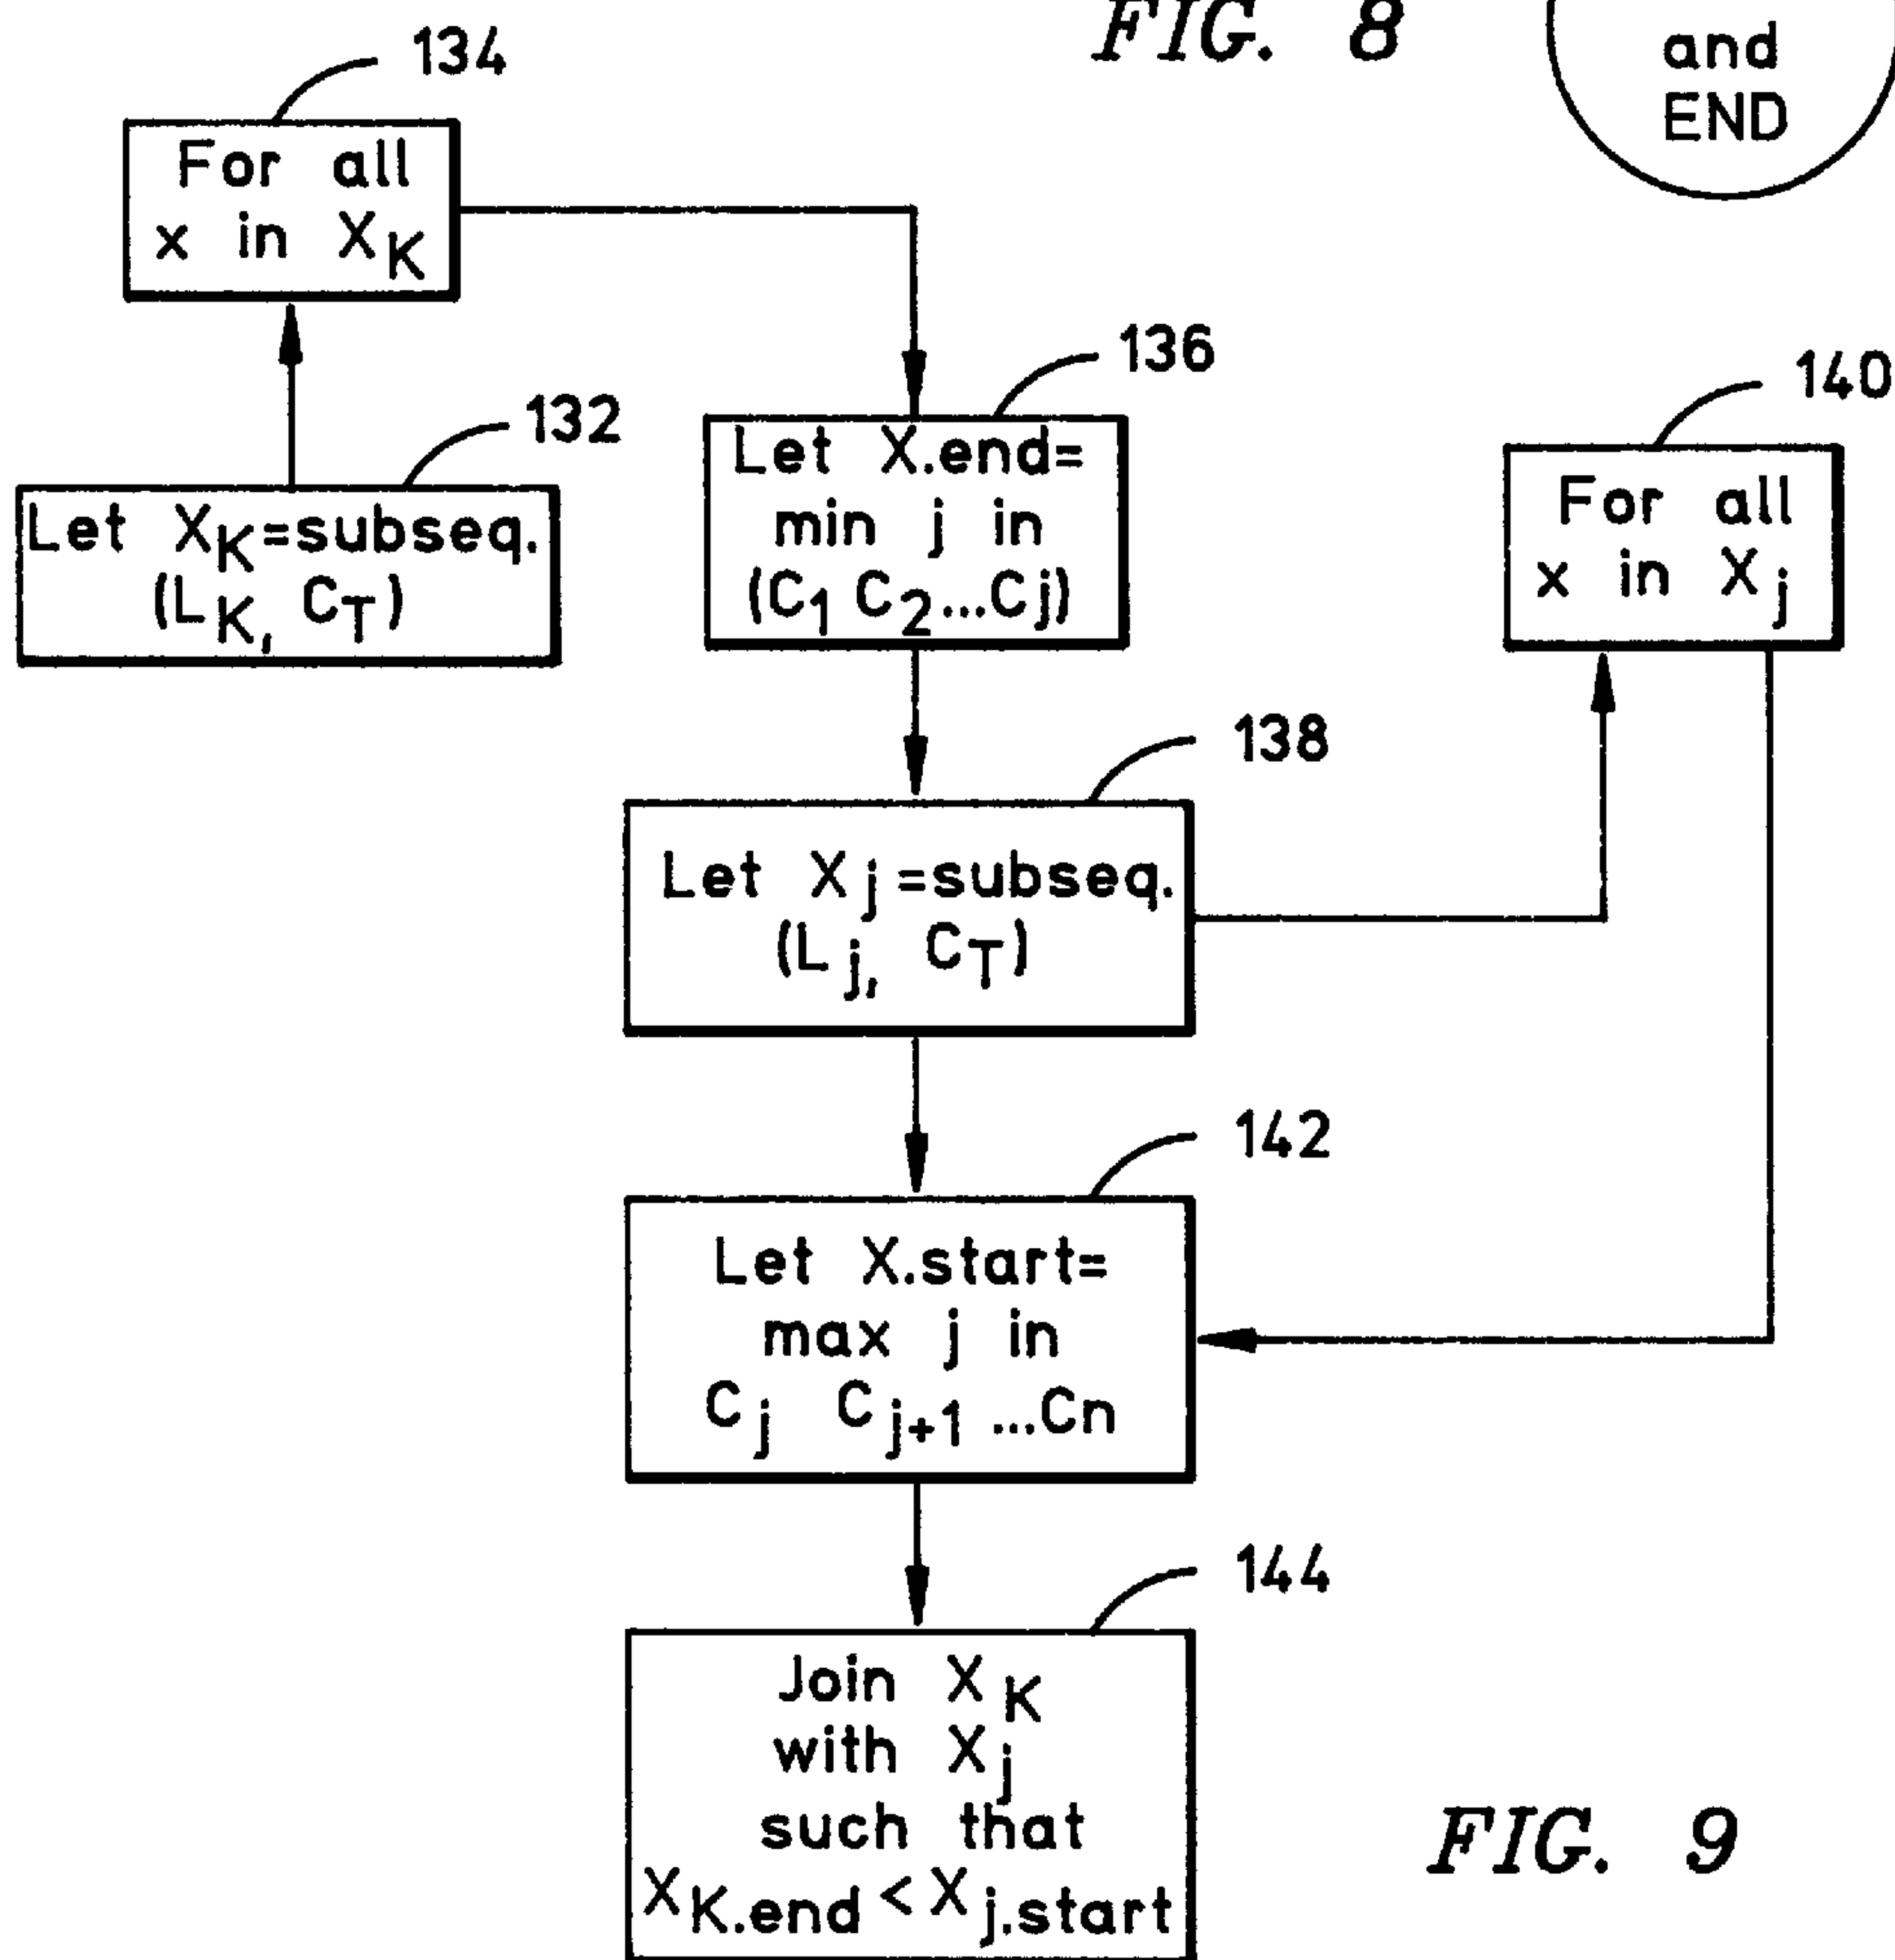 FIG. 8
and
END
134
For all
x in X_K
136
132
140
Let X.end=
min j in
(C_1 C_2...Cj)
Let X_K=subseq.
(L_K, C_T)
For all
x in X_j
138
Let X_j=subseq.
(L_j, C_T)
142
Let X.start=
max j in
C_j C_j+1 ...Cn
144
Join X_K
with X_j
such that
X_K.end < X_j.start
FIG. 9